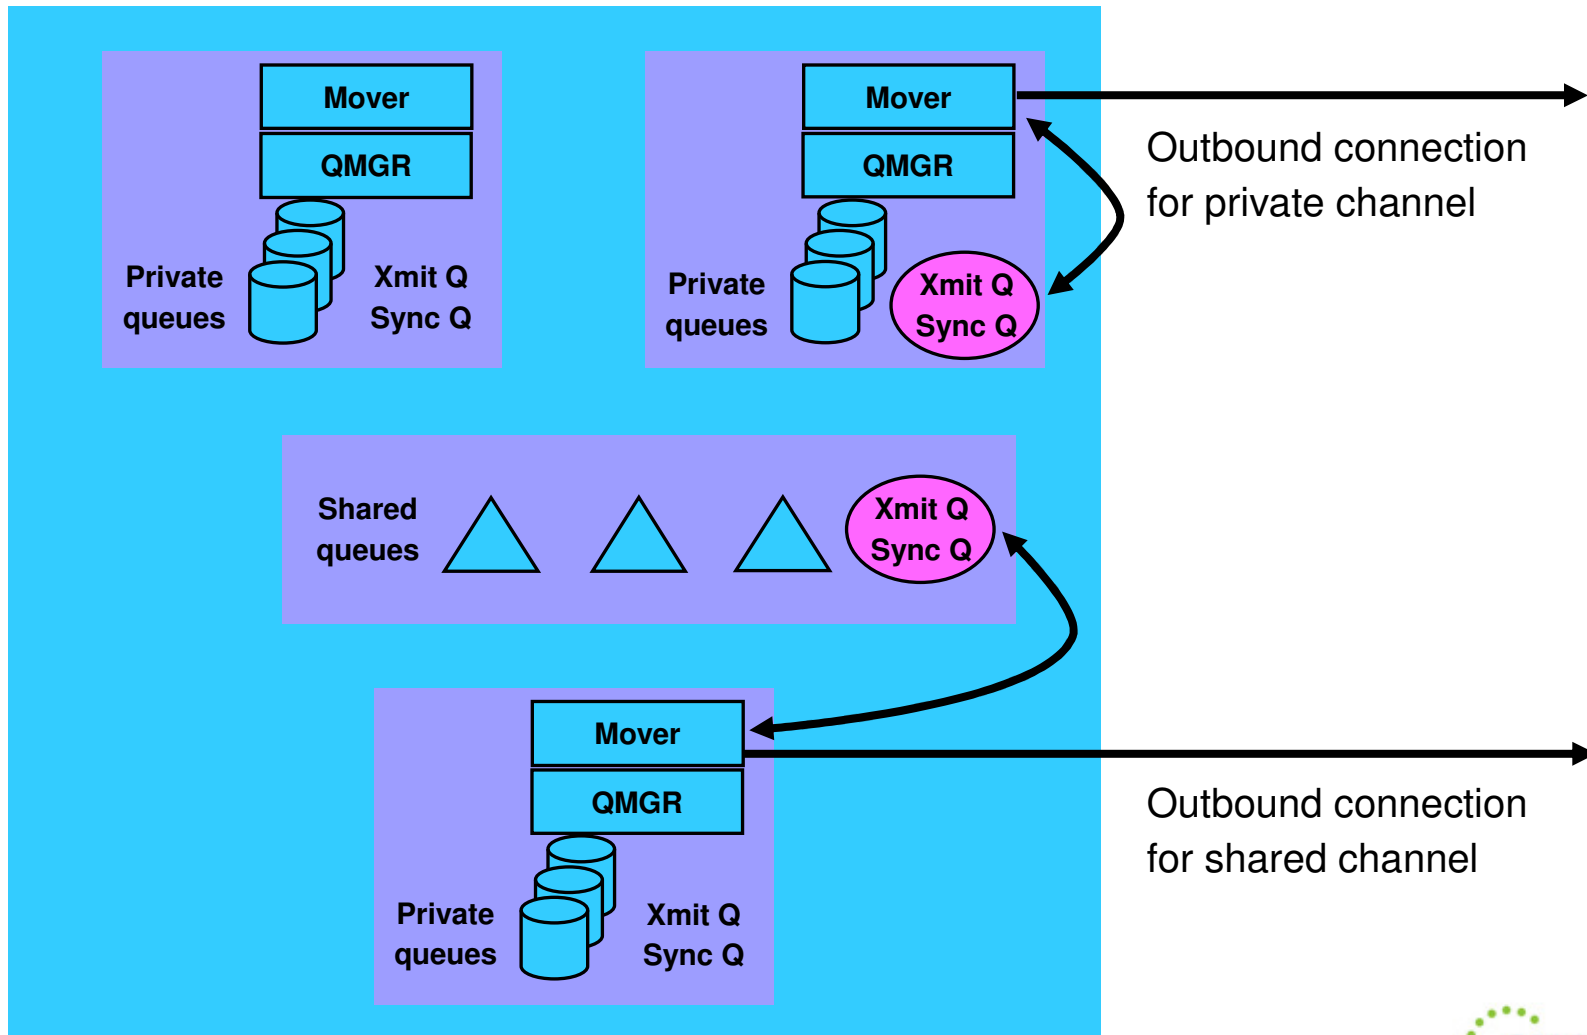 Mover
QMGR
Private
queues
Xmit Q
Sync Q
Mover
QMGR
Private
queues
Xmit Q
Sync Q
Outbound connection
for private channel
Shared
queues
Xmit Q
Sync Q
Mover
QMGR
Private
queues
Xmit Q
Sync Q
Outbound connection
for shared channel